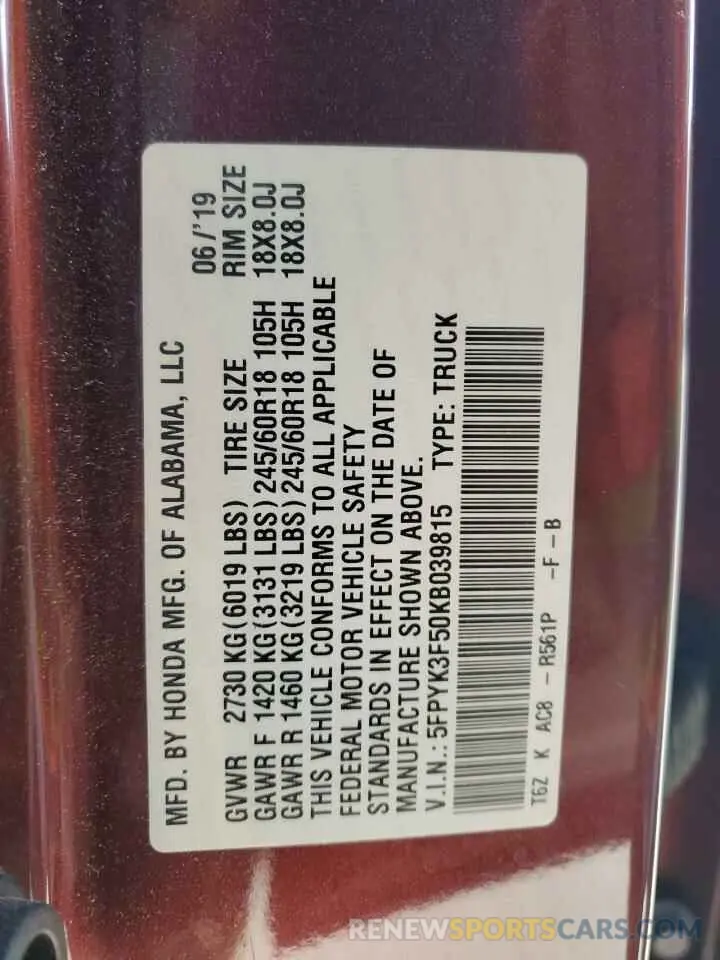 MFD. BY HONDA MFG. OF ALABAMA, LLC 06/'19
GVWR 2730 KG (6019 LBS) TIRE SIZE RIM SIZE
GAWR F 1420 KG (3131 LBS) 245/60R18 105H 18X8.0J
GAWR R 1460 KG (3219 LBS) 245/60R18 105H 18X8.0J
THIS VEHICLE CONFORMS TO ALL APPLICABLE
FEDERAL MOTOR VEHICLE SAFETY
STANDARDS IN EFFECT ON THE DATE OF
MANUFACTURE SHOWN ABOVE.
V.I.N.: 5FPYK3F50KB039815 TYPE: TRUCK
T6Z K AC8 - R561P -F - B
RENEWSPORTSCARS.COM